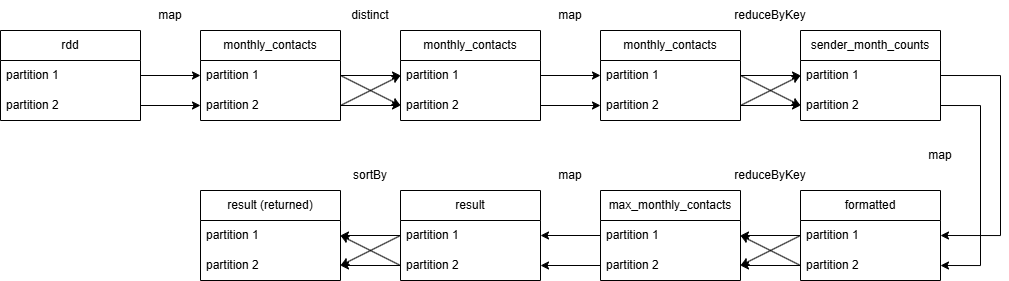 map
distinct
map
reduceByKey
rdd
monthly_contacts
monthly_contacts
monthly_contacts
sender_month_counts
partition 1
partition 1
partition 1
partition 1
partition 1
partition 2
partition 2
partition 2
partition 2
partition 2
map
sortBy
map
reduceByKey
result (returned)
result
max_monthly_contacts
formatted
partition 1
partition 1
partition 1
partition 1
partition 2
partition 2
partition 2
partition 2